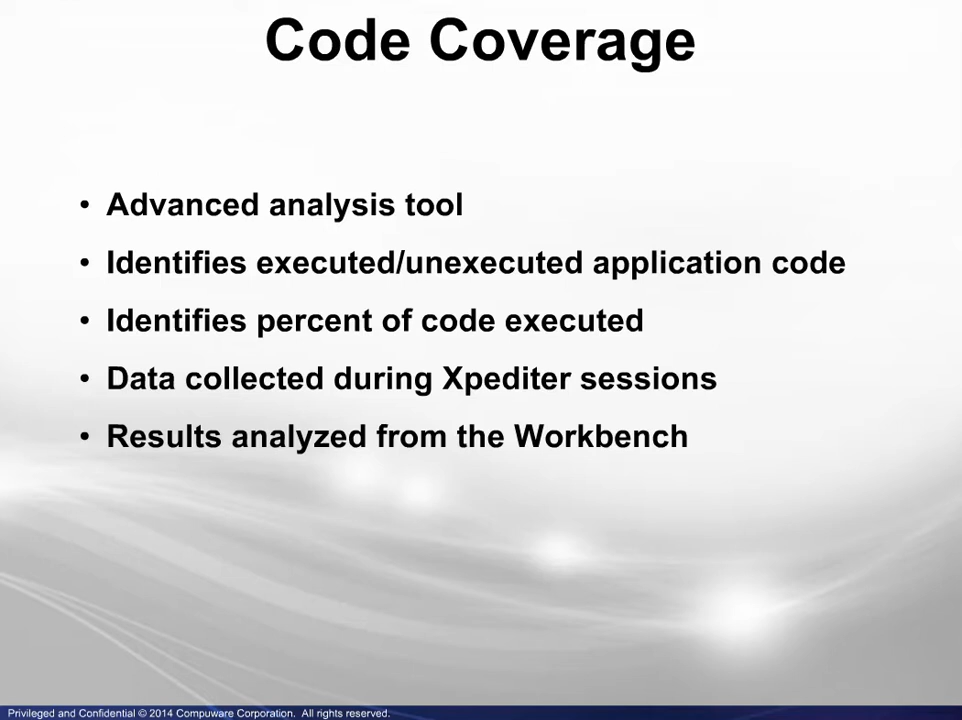 Code Coverage
• Advanced analysis tool
• Identifies executed/unexecuted application code
• Identifies percent of code executed
• Data collected during Xpediter sessions
• Results analyzed from the Workbench
Privileged and Confidential © 2014 Compuware Corporation. All rights reserved.